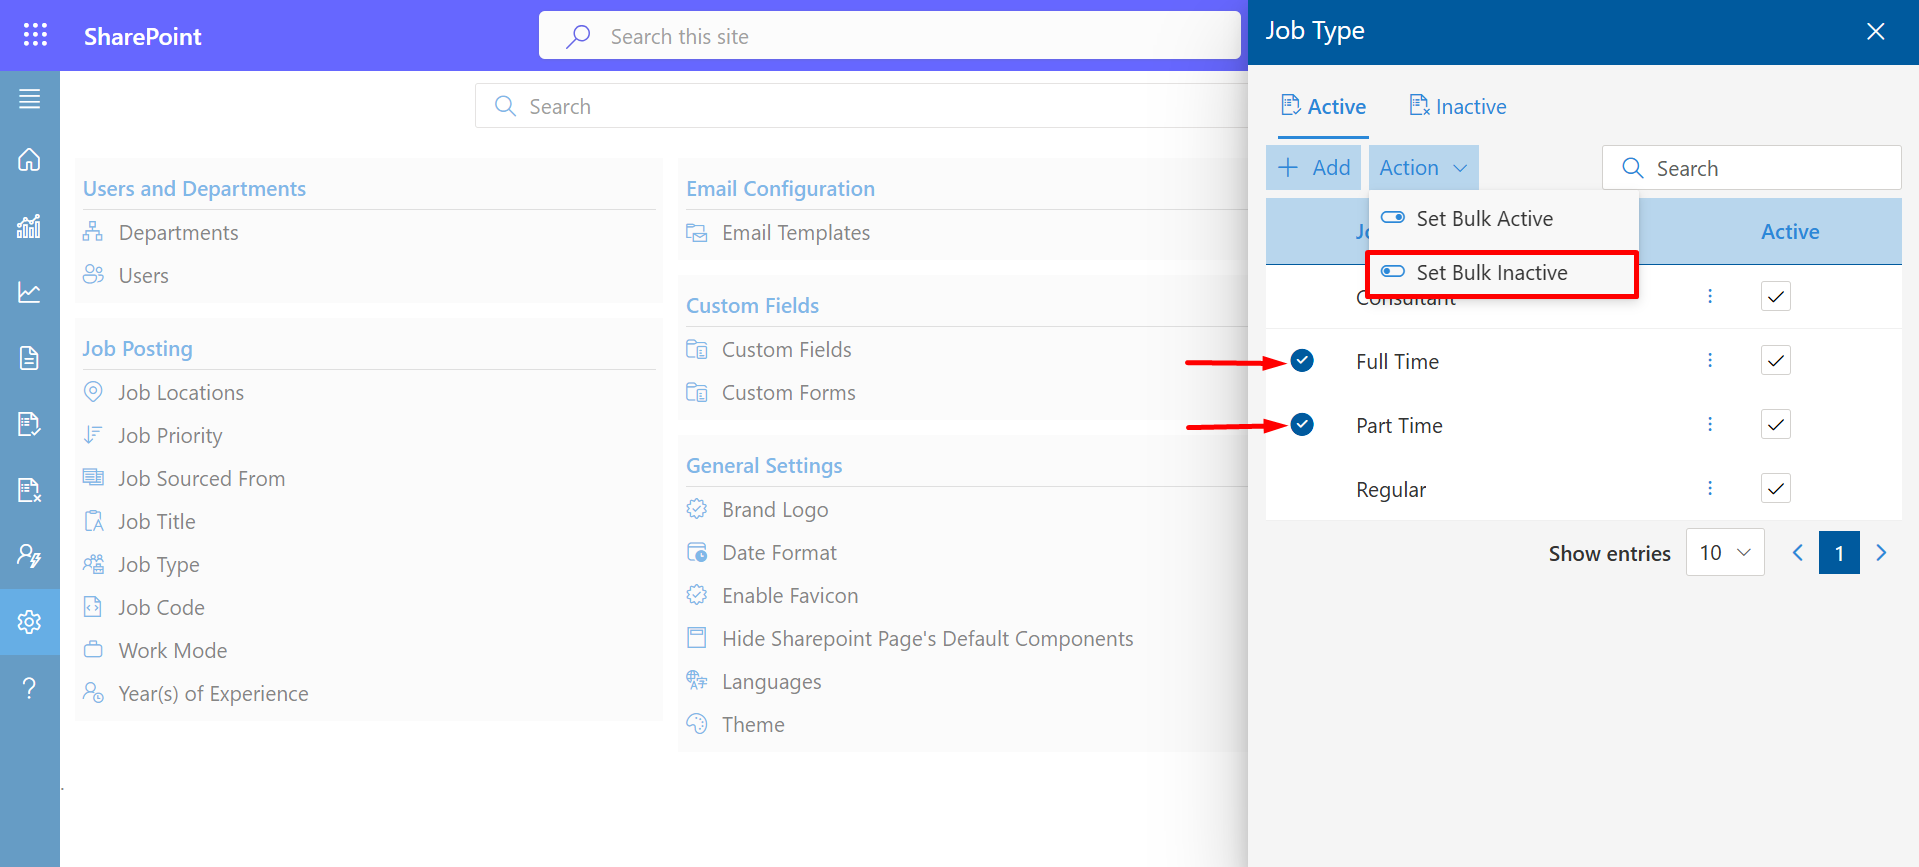 SharePoint
Search this site
Job Type
Search
Active
Inactive
Add
Action
Search
Set Bulk Active
Set Bulk Inactive
Active
Consultant
Full Time
Part Time
Regular
Show entries
10
1
Users and Departments
Departments
Users
Job Posting
Job Locations
Job Priority
Job Sourced From
Job Title
Job Type
Job Code
Work Mode
Year(s) of Experience
Email Configuration
Email Templates
Custom Fields
Custom Fields
Custom Forms
General Settings
Brand Logo
Date Format
Enable Favicon
Hide Sharepoint Page's Default Components
Languages
Theme